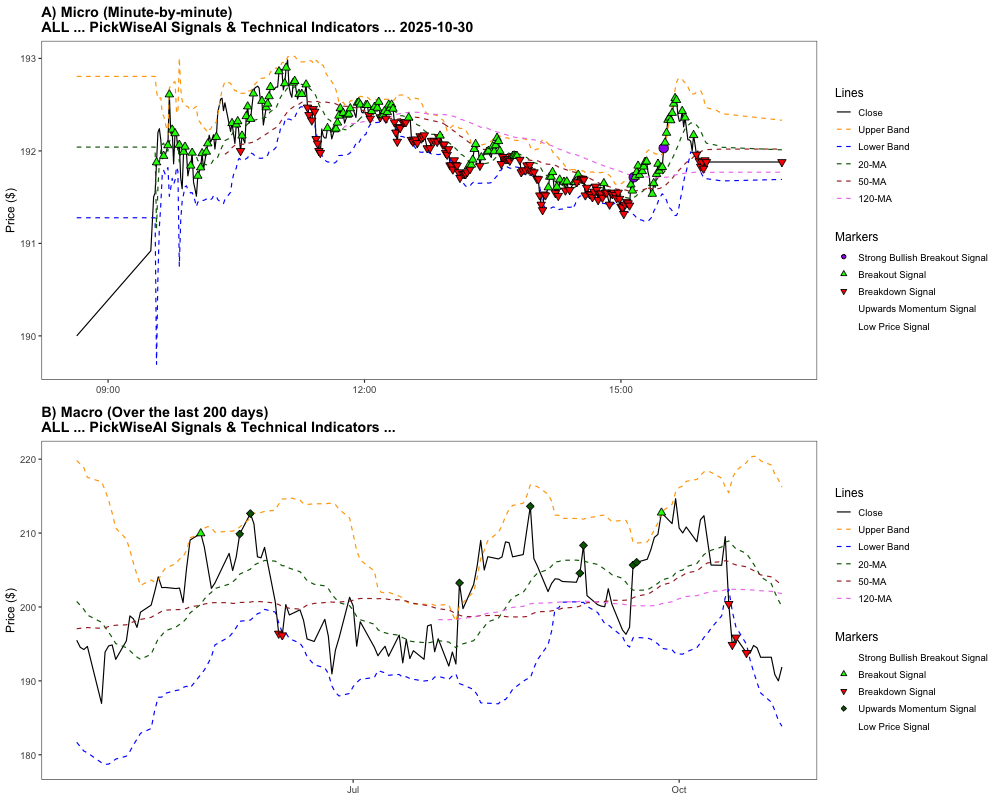 A) Micro (Minute-by-minute)
ALL ... PickWiseAI Signals & Technical Indicators ... 2025-10-30
Price ($)
193
192
191
190
09:00
12:00
15:00
Lines
Close
Upper Band
Lower Band
20-MA
50-MA
120-MA
Markers
Strong Bullish Breakout Signal
Breakout Signal
Breakdown Signal
Upwards Momentum Signal
Low Price Signal
B) Macro (Over the last 200 days)
ALL ... PickWiseAI Signals & Technical Indicators ...
Price ($)
220
210
200
190
180
Jul
Oct
Lines
Close
Upper Band
Lower Band
20-MA
50-MA
120-MA
Markers
Strong Bullish Breakout Signal
Breakout Signal
Breakdown Signal
Upwards Momentum Signal
Low Price Signal